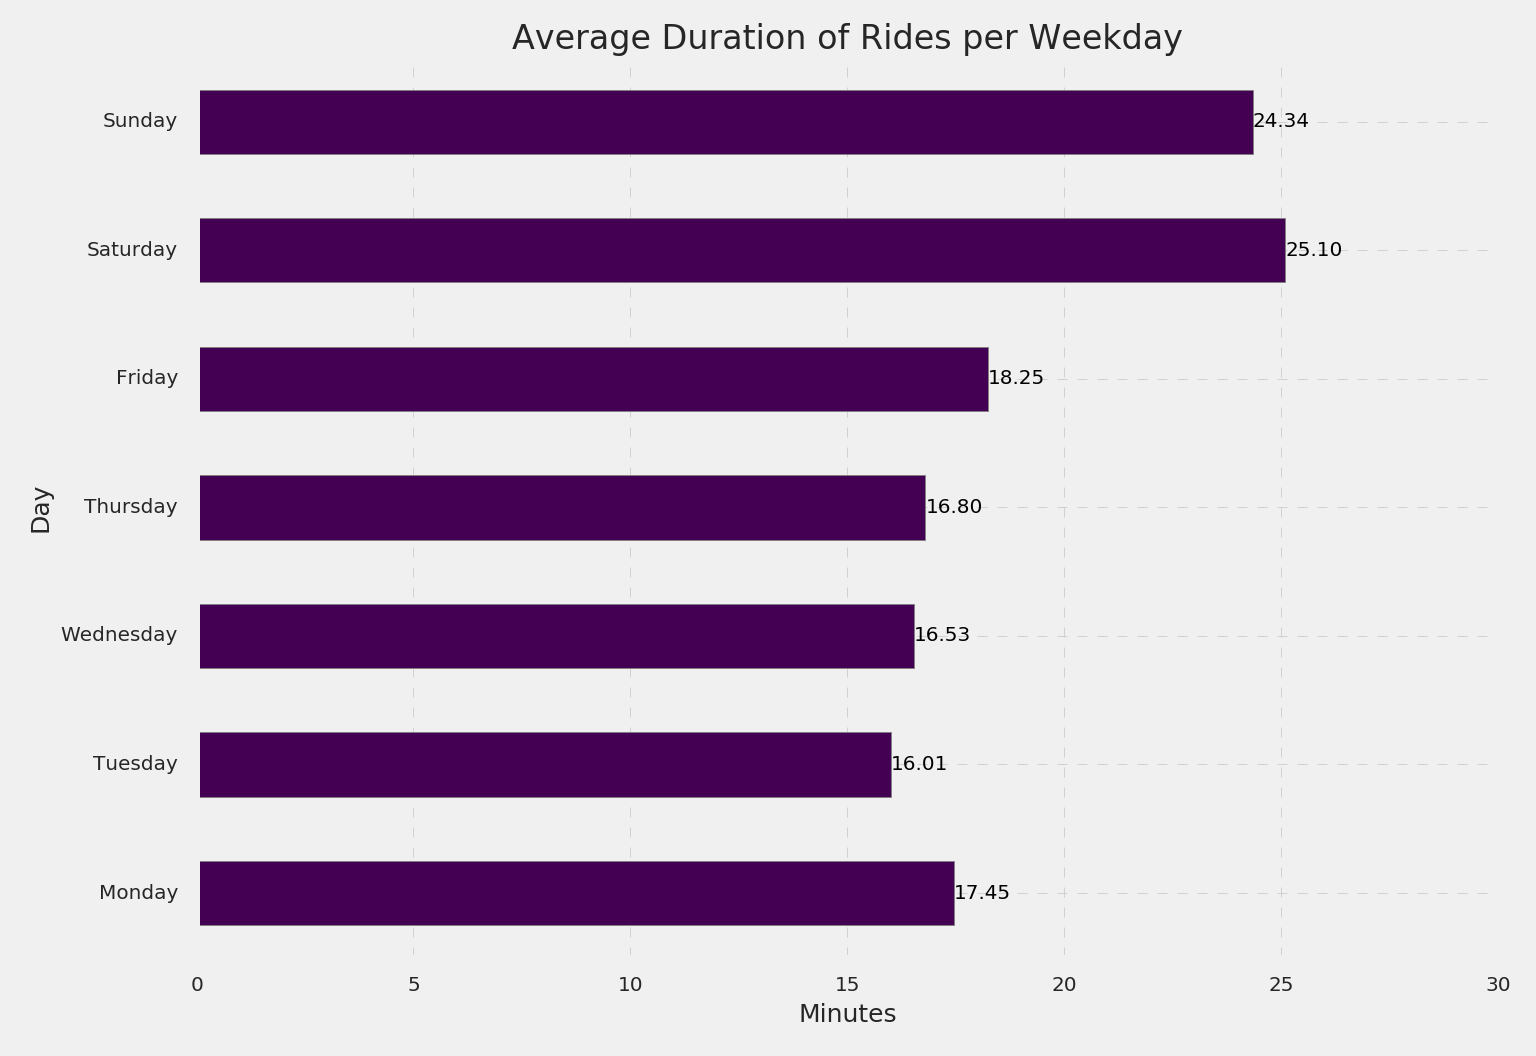 Average Duration of Rides per Weekday
Sunday 24.34
Saturday 25.10
Friday 18.25
Thursday 16.80
Wednesday 16.53
Tuesday 16.01
Monday 17.45
Day
0 5 10 15 20 25 30
Minutes